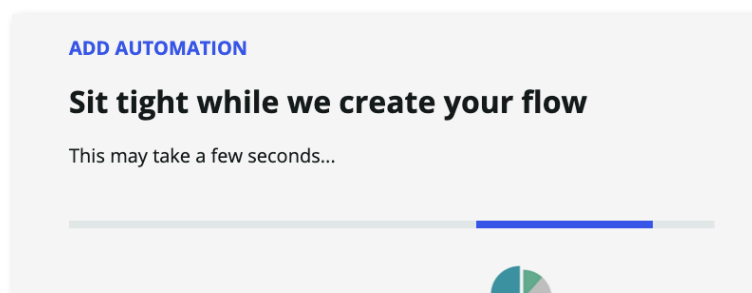 ADD AUTOMATION
Sit tight while we create your flow
This may take a few seconds...